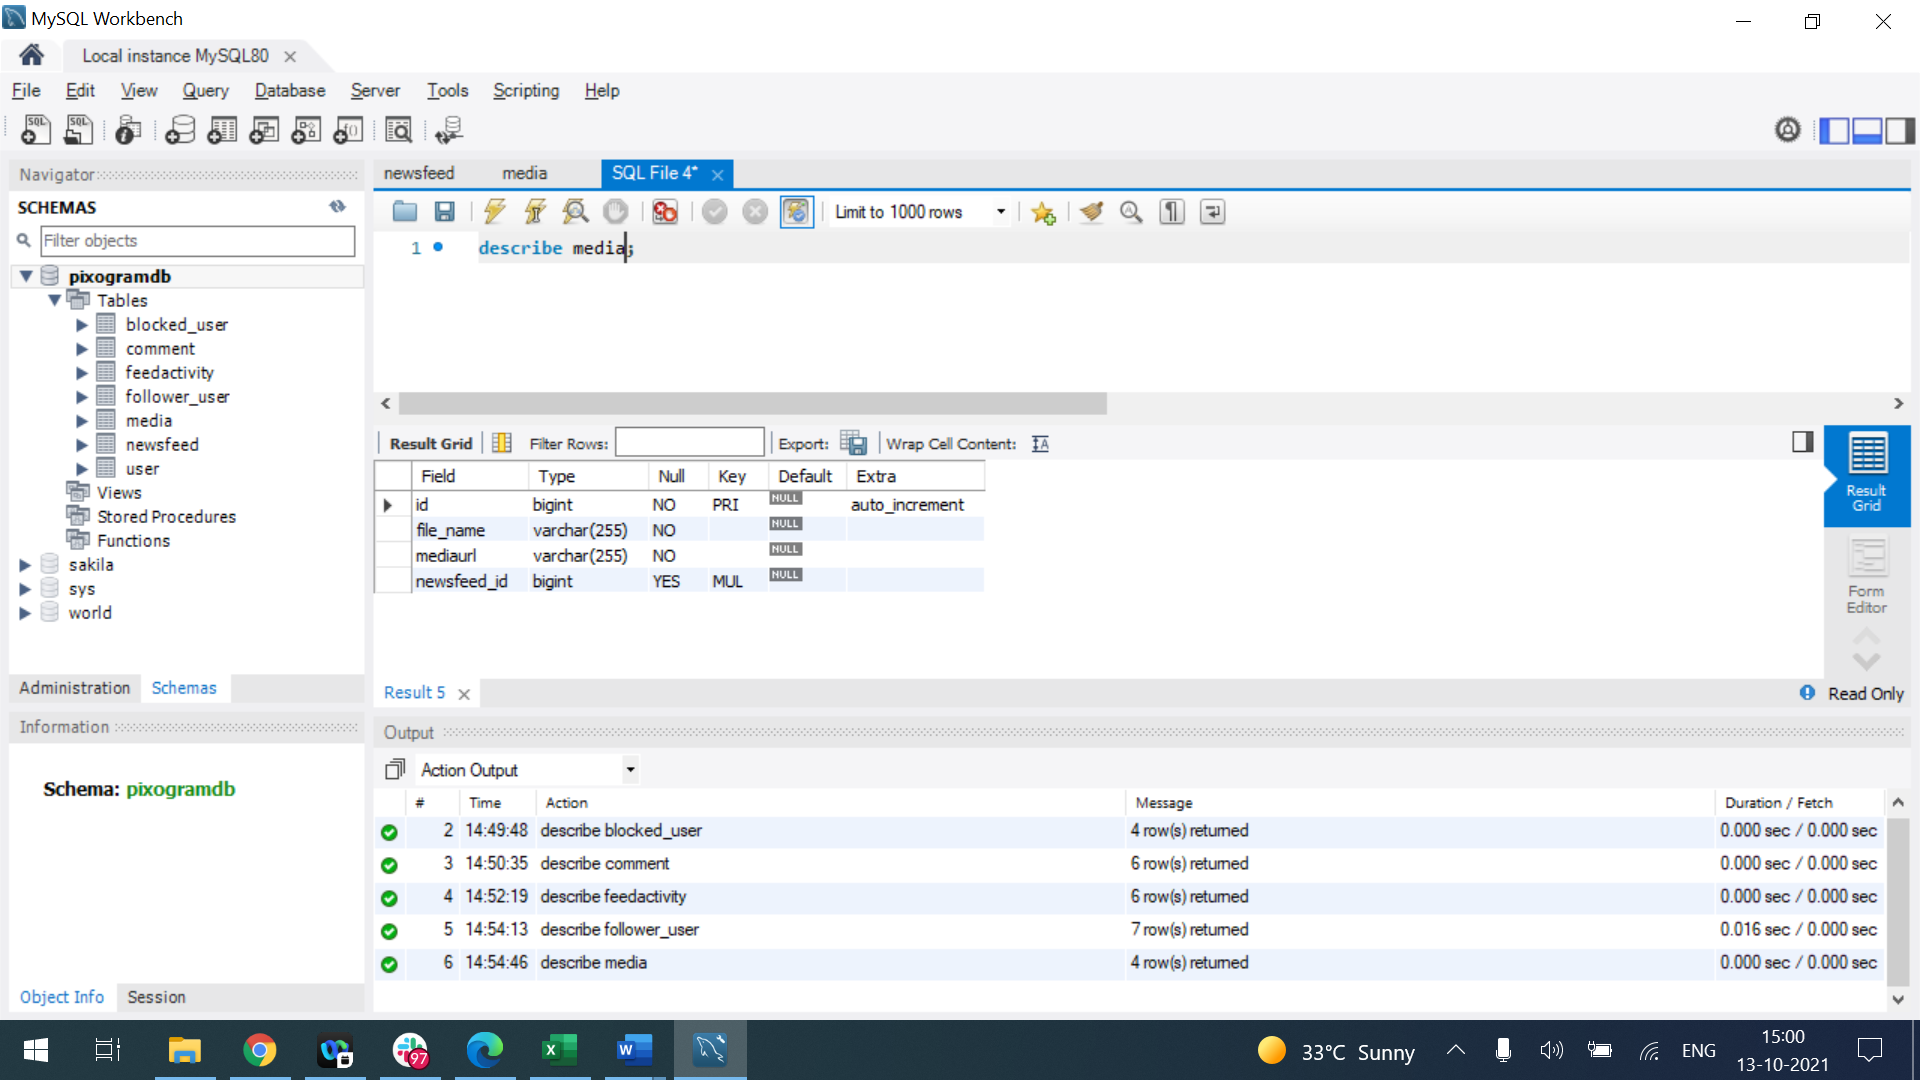 MySQL Workbench
Local instance MySQL80
File Edit View Query Database Server Tools Scripting Help
Navigator
SCHEMAS
Filter objects
pixogramdb
Tables
blocked_user
comment
feedactivity
follower_user
media
newsfeed
user
Views
Stored Procedures
Functions
sakila
sys
world
Administration Schemas
Information
Schema: pixogramdb
Object Info Session
newsfeed media SQL File 4*
Limit to 1000 rows
1 describe media;
Result Grid Filter Rows: Export: Wrap Cell Content:
Field Type Null Key Default Extra
id bigint NO PRI NULL auto_increment
file_name varchar(255) NO NULL
mediaurl varchar(255) NO NULL
newsfeed_id bigint YES MUL NULL
Result
Grid
Form
Editor
Result 5
Read Only
Output
Action Output
# Time Action Message Duration / Fetch
2 14:49:48 describe blocked_user 4 row(s) returned 0.000 sec / 0.000 sec
3 14:50:35 describe comment 6 row(s) returned 0.000 sec / 0.000 sec
4 14:52:19 describe feedactivity 6 row(s) returned 0.000 sec / 0.000 sec
5 14:54:13 describe follower_user 7 row(s) returned 0.016 sec / 0.000 sec
6 14:54:46 describe media 4 row(s) returned 0.000 sec / 0.000 sec
97
33°C Sunny
ENG
15:00
13-10-2021